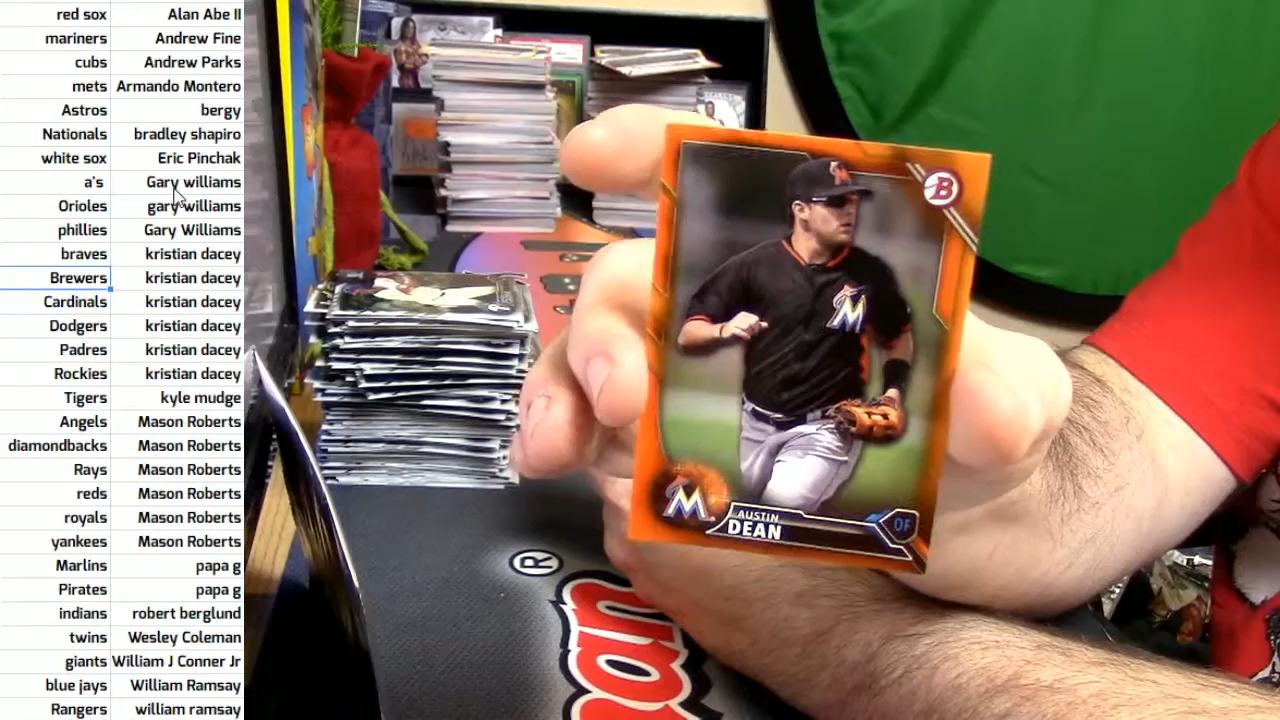 red sox Alan Abe II
mariners Andrew Fine
cubs Andrew Parks
mets Armando Montero
Astros bergy
Nationals bradley shapiro
white sox Eric Pinchak
a's Gary williams
Orioles gary williams
phillies Gary Williams
braves kristian dacey
Brewers kristian dacey
Cardinals kristian dacey
Dodgers kristian dacey
Padres kristian dacey
Rockies kristian dacey
Tigers kyle mudge
Angels Mason Roberts
diamondbacks Mason Roberts
Rays Mason Roberts
reds Mason Roberts
royals Mason Roberts
yankees Mason Roberts
Marlins papa g
Pirates papa g
indians robert berglund
twins Wesley Coleman
giants William J Conner Jr
blue jays William Ramsay
Rangers william ramsay
B
M
M
AUSTIN
DEAN
OF
®